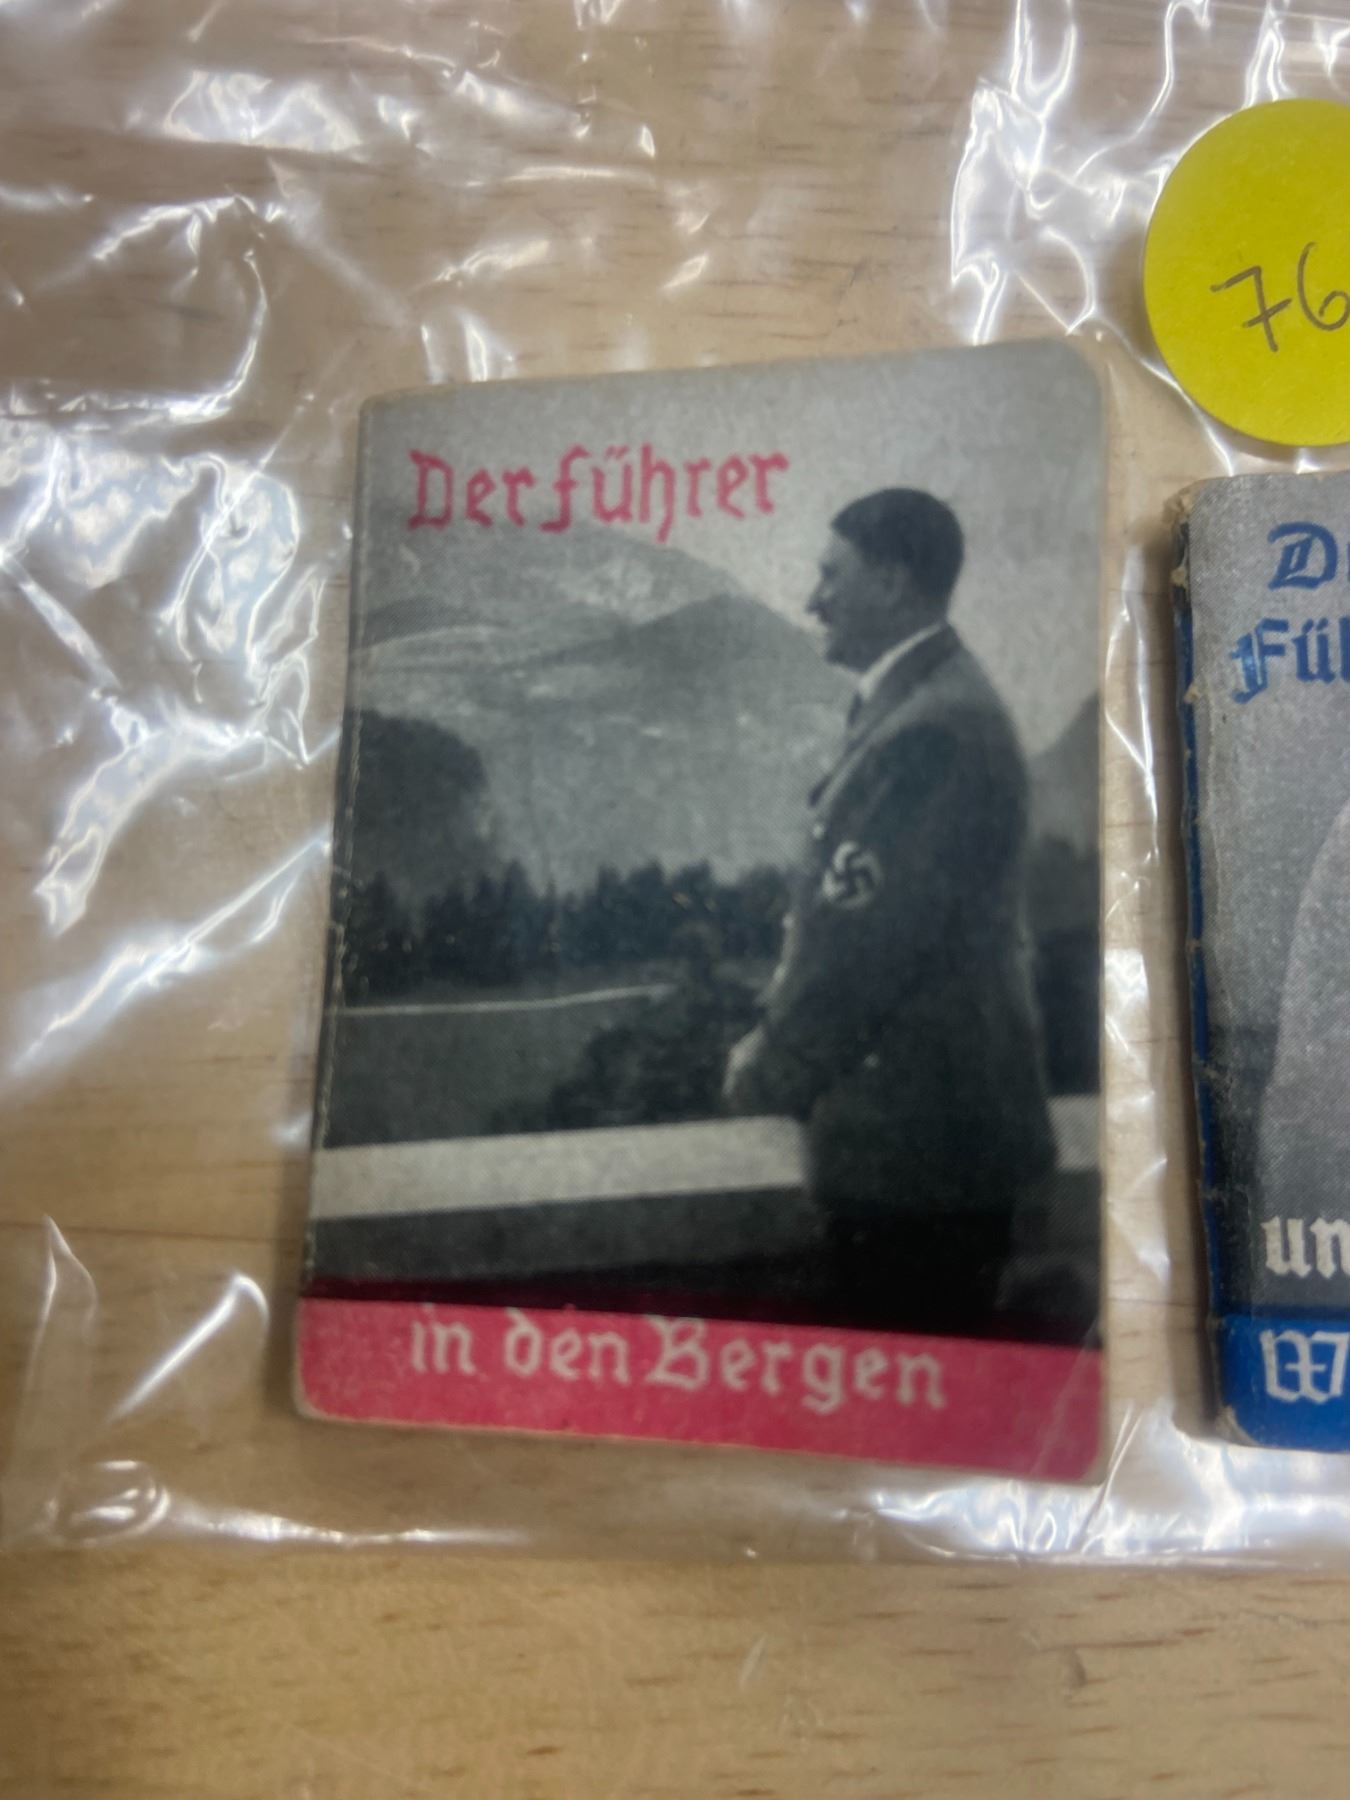 Der Führer
in den Bergen
76